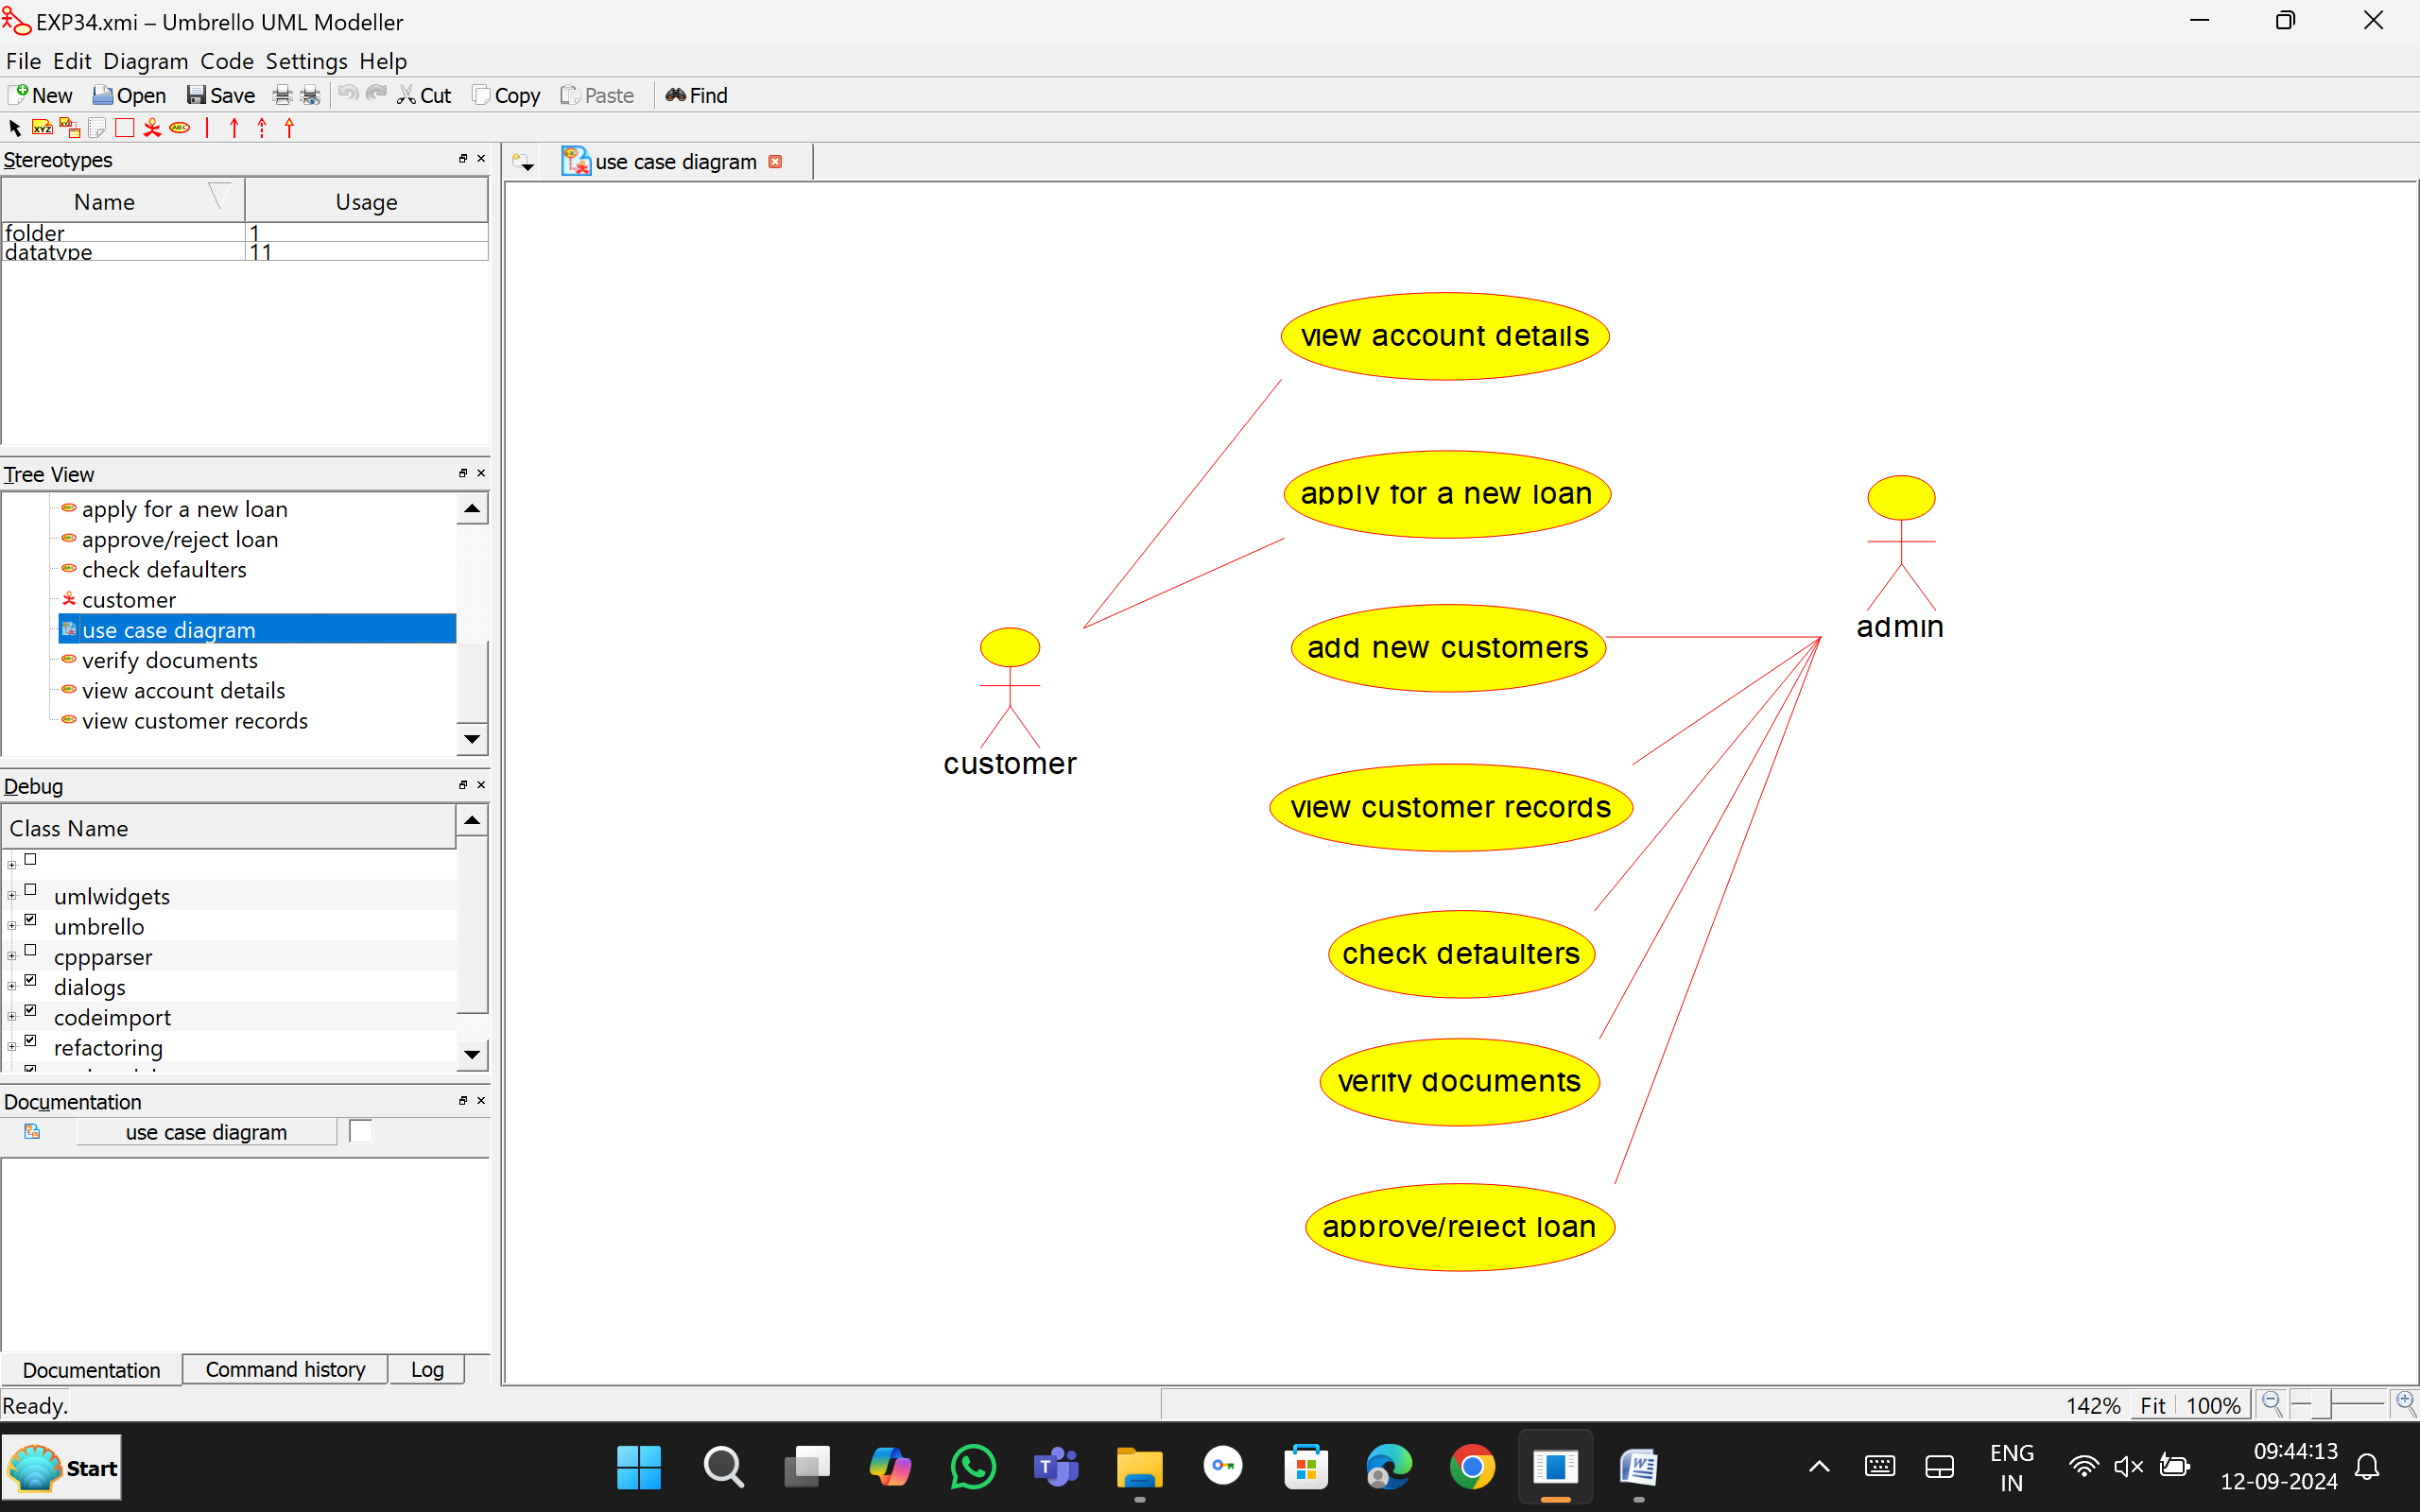 EXP34.xmi – Umbrello UML Modeller
File Edit Diagram Code Settings Help
New Open Save Cut Copy Paste Find
XYZ ABC
Stereotypes
Name Usage
folder 1
datatype 11
Tree View
apply for a new loan
approve/reject loan
check defaulters
customer
use case diagram
verify documents
view account details
view customer records
Debug
Class Name
umlwidgets
umbrello
cppparser
dialogs
codeimport
refactoring
Documentation
use case diagram
Documentation Command history Log
Ready.
use case diagram
view account details
apply for a new loan
add new customers
view customer records
check defaulters
verify documents
approve/reject loan
customer
admin
142% Fit 100%
Start
ENG
IN
09:44:13
12-09-2024